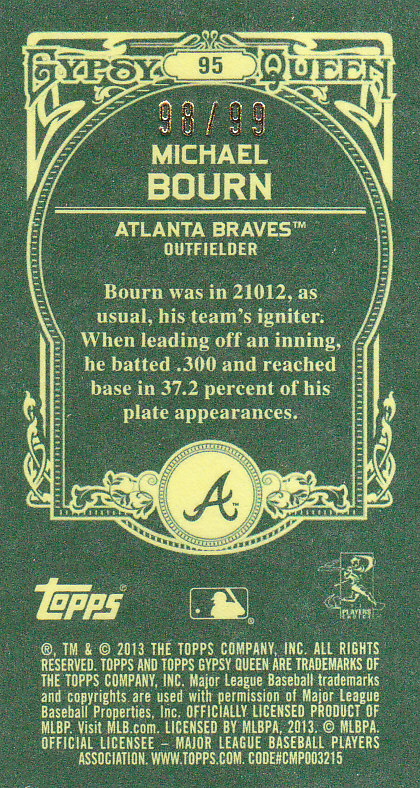 GYPSY 95 QUEEN
98/99
MICHAEL
BOURN
ATLANTA BRAVES™
OUTFIELDER
Bourn was in 21012, as
usual, his team's igniter.
When leading off an inning,
he batted .300 and reached
base in 37.2 percent of his
plate appearances.
A™
Topps®
®
PLAYERS
CHOICE
®, TM & © 2013 THE TOPPS COMPANY, INC. ALL RIGHTS
RESERVED. TOPPS AND TOPPS GYPSY QUEEN ARE TRADEMARKS OF
THE TOPPS COMPANY, INC. Major League Baseball trademarks
and copyrights are used with permission of Major League
Baseball Properties, Inc. OFFICIALLY LICENSED PRODUCT OF
MLBP. Visit MLB.com. LICENSED BY MLBPA, 2013. © MLBPA.
OFFICIAL LICENSEE – MAJOR LEAGUE BASEBALL PLAYERS
ASSOCIATION. WWW.TOPPS.COM. CODE#CMP003215